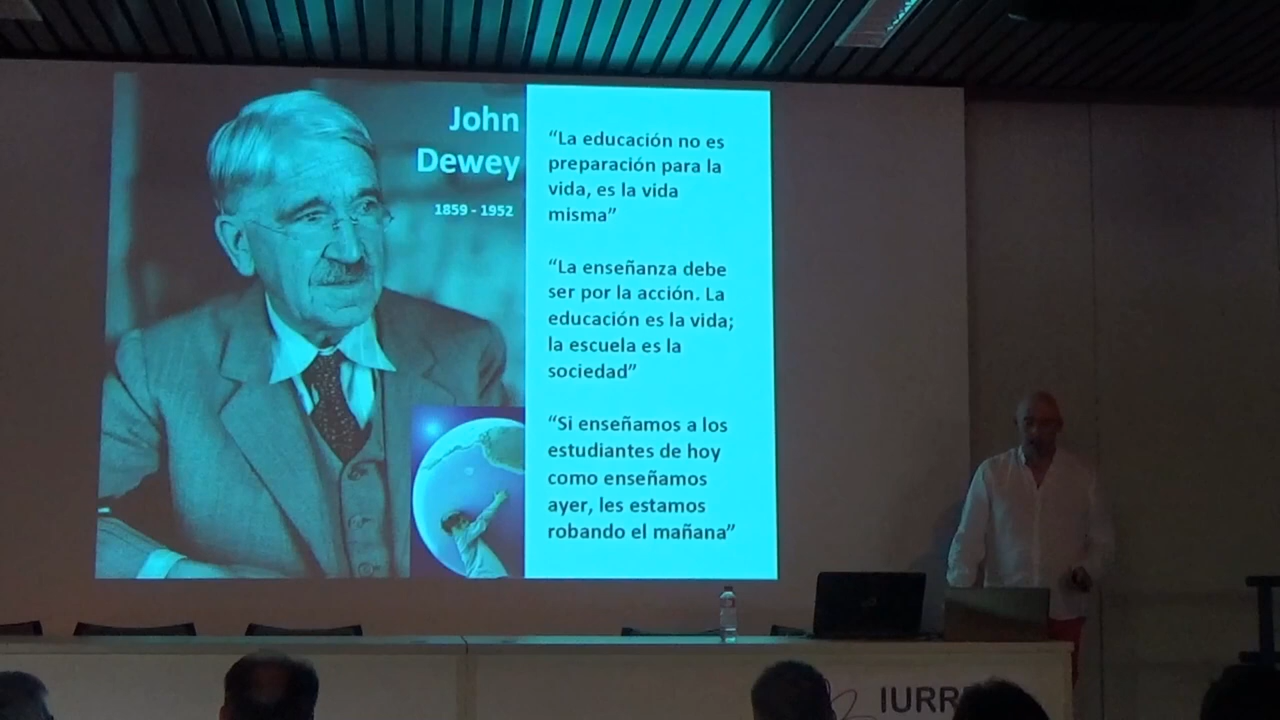 John
Dewey
1859 - 1952
“La educación no es
preparación para la
vida, es la vida
misma”
“La enseñanza debe
ser por la acción. La
educación es la vida;
la escuela es la
sociedad”
“Si enseñamos a los
estudiantes de hoy
como enseñamos
ayer, les estamos
robando el mañana”